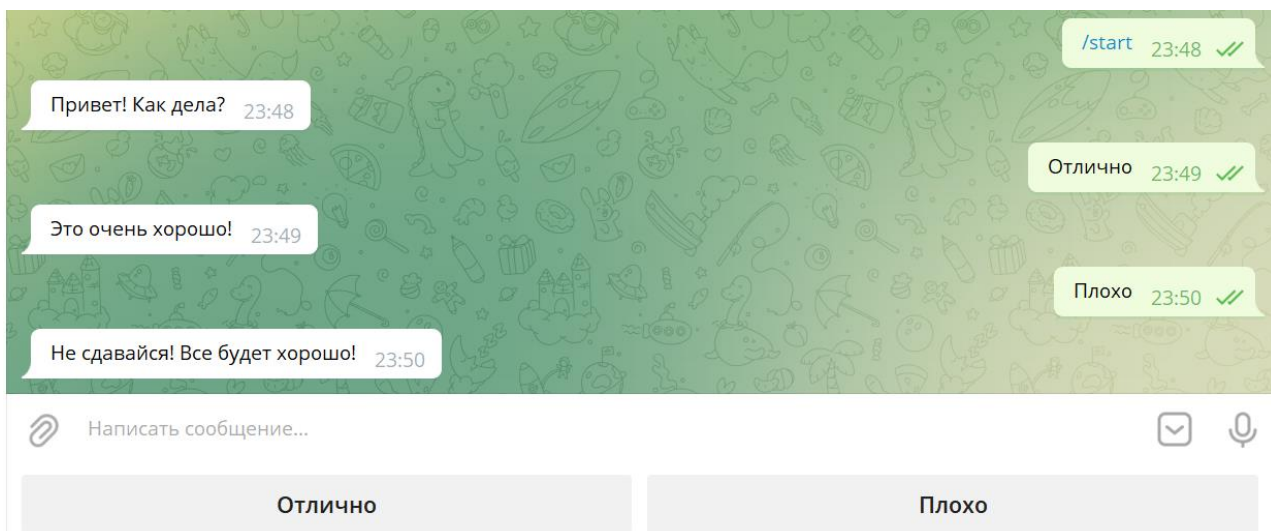 /start 23:48
Привет! Как дела? 23:48
Отлично 23:49
Это очень хорошо! 23:49
Плохо 23:50
Не сдавайся! Все будет хорошо! 23:50
Написать сообщение...
Отлично Плохо